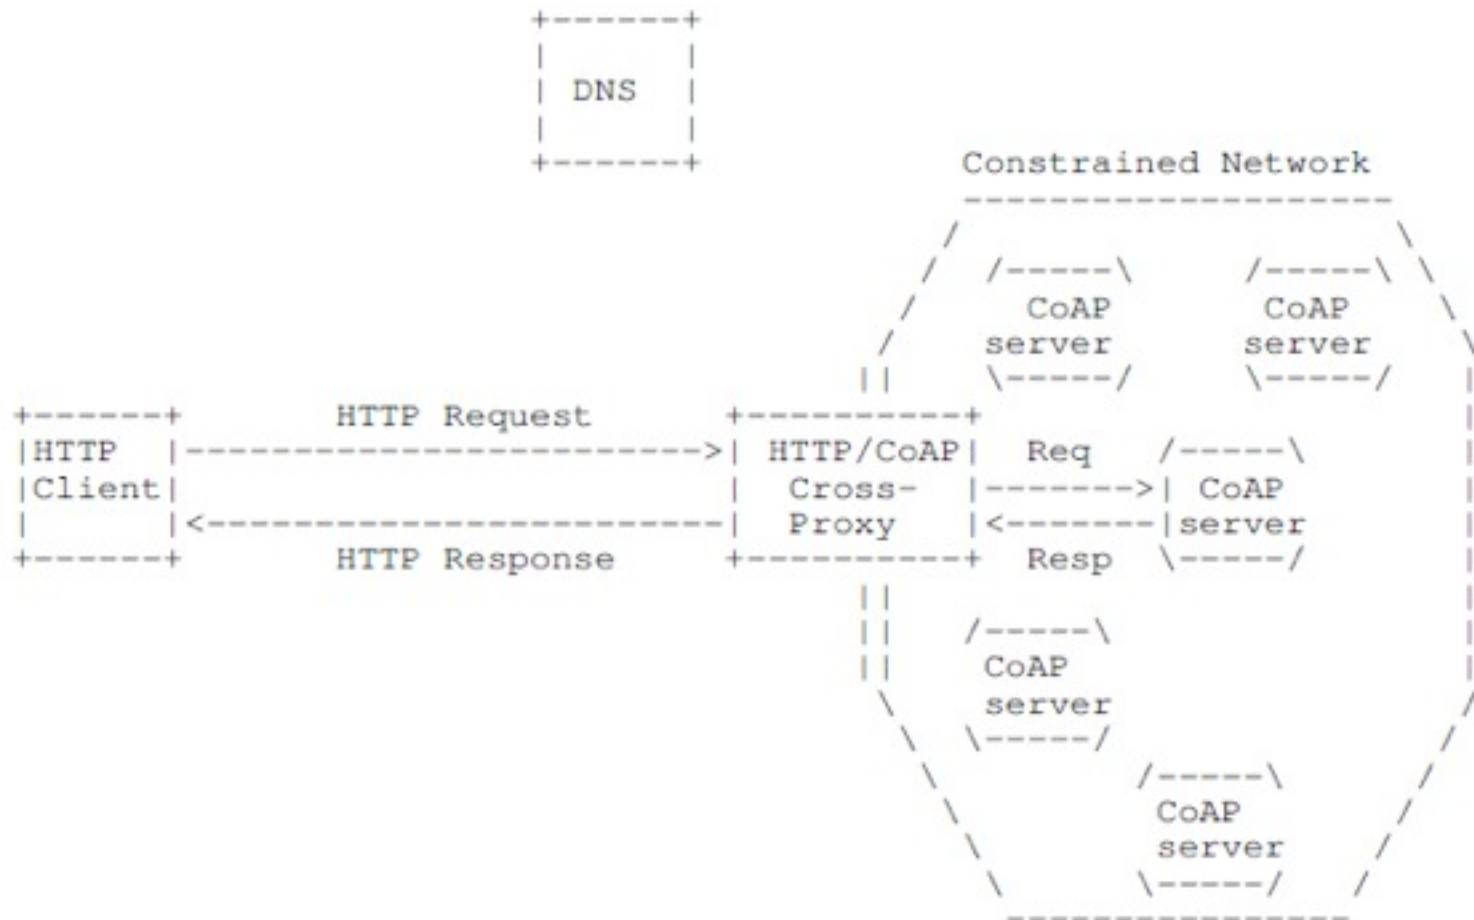 DNS
Constrained Network
CoAP CoAP
server server
HTTP Request
HTTP HTTP/CoAP Req
Client Cross- CoAP
Proxy server
HTTP Response Resp
CoAP
server
CoAP
server